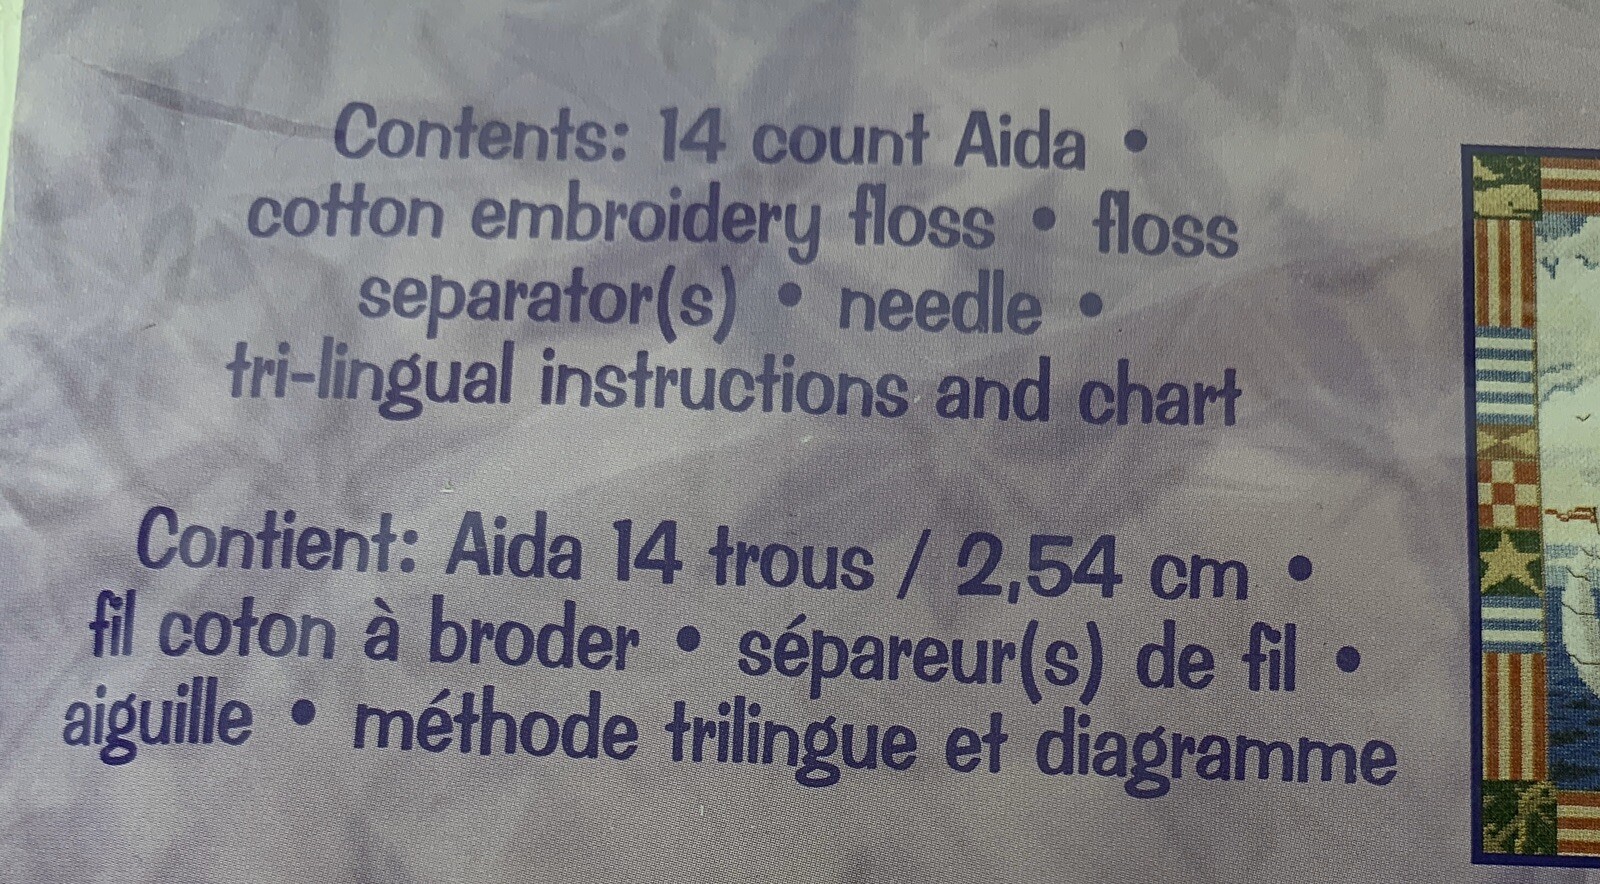 Contents: 14 count Aida •
cotton embroidery floss • floss
separator(s) • needle •
tri-lingual instructions and chart
Contient: Aida 14 trous / 2,54 cm •
fil coton à broder • sépareur(s) de fil •
aiguille • méthode trilingue et diagramme